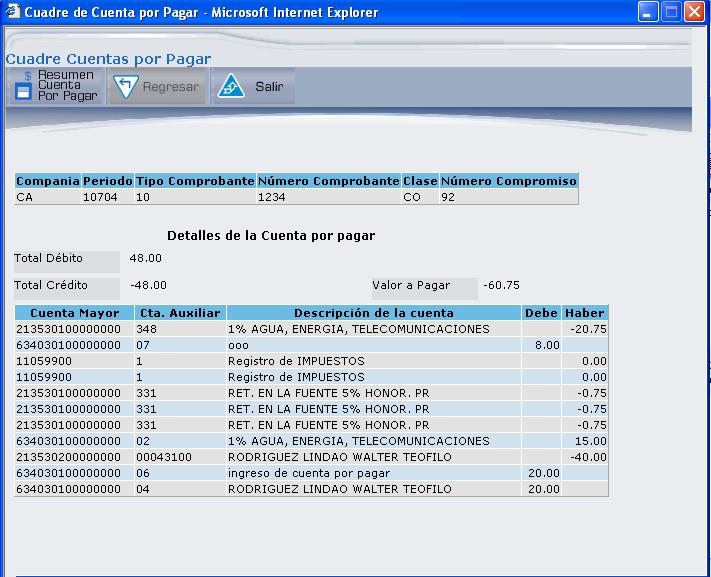 Cuadre de Cuenta por Pagar - Microsoft Internet Explorer
Cuadre Cuentas por Pagar
Resumen
Cuenta
Por Pagar
Regresar
Salir
Compania Periodo Tipo Comprobante Número Comprobante Clase Número Compromiso
CA 10704 10 1234 CO 92
Detalles de la Cuenta por pagar
Total Débito 48.00
Total Crédito -48.00 Valor a Pagar -60.75
Cuenta Mayor Cta. Auxiliar Descripción de la cuenta Debe Haber
213530100000000 348 1% AGUA, ENERGIA, TELECOMUNICACIONES -20.75
634030100000000 07 ooo 8.00
11059900 1 Registro de IMPUESTOS 0.00
11059900 1 Registro de IMPUESTOS 0.00
213530100000000 331 RET. EN LA FUENTE 5% HONOR. PR -0.75
213530100000000 331 RET. EN LA FUENTE 5% HONOR. PR -0.75
213530100000000 331 RET. EN LA FUENTE 5% HONOR. PR -0.75
634030100000000 02 1% AGUA, ENERGIA, TELECOMUNICACIONES 15.00
213530200000000 00043100 RODRIGUEZ LINDAO WALTER TEOFILO -40.00
634030100000000 06 ingreso de cuenta por pagar 20.00
634030100000000 04 RODRIGUEZ LINDAO WALTER TEOFILO 20.00